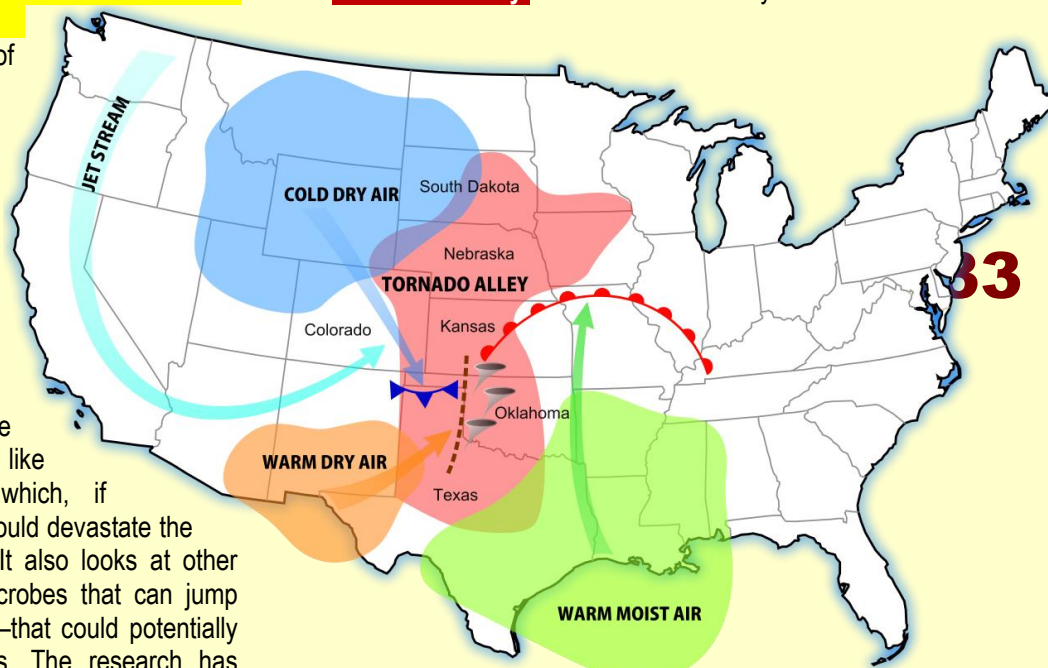 of
JET STREAM
COLD DRY AIR
South Dakota
Nebraska
TORNADO ALLEY
Colorado
Kansas
33
Oklahoma
WARM DRY AIR
Texas
WARM MOIST AIR
like
which, if
ould devastate the
It also looks at other
crobes that can jump
–that could potentially
s. The research has